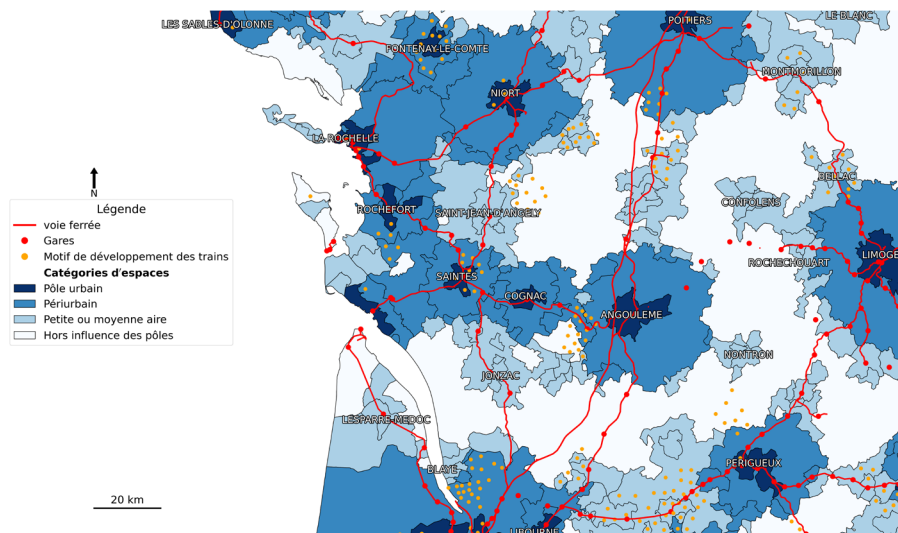 LES SABLES-D'OLONNE
POITIERS
LE BLANC
FONTENAY-LE-COMTE
MONTMORILLON
NIORT
LA ROCHELLE
BELLAC
N
CONFOLENS
ROCHEFORT
SAINT-JEAN-D'ANGELY
Légende
voie ferrée
Gares
Motif de développement des trains
Catégories d'espaces
Pôle urbain
Périurbain
Petite ou moyenne aire
Hors influence des pôles
LIMOGE
ROCHECHOUART
SAINTES
COGNAC
ANGOULEME
NONTRON
JONZAC
LESPARRE-MEDOC
PERIGUEUX
BLAYE
20 km
LIBOURNE